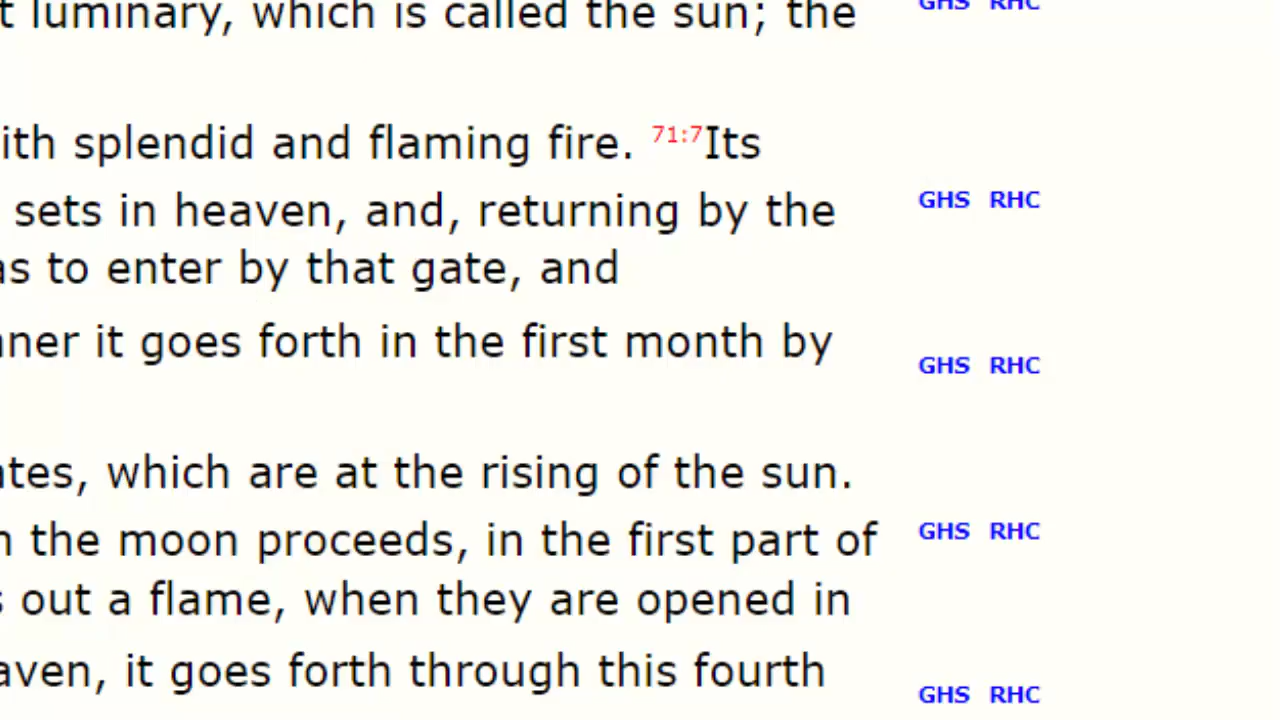 t luminary, which is called the sun; the GHS RHC
ith splendid and flaming fire. 71:7Its
sets in heaven, and, returning by the GHS RHC
as to enter by that gate, and
nner it goes forth in the first month by
GHS RHC
ates, which are at the rising of the sun.
n the moon proceeds, in the first part of GHS RHC
s out a flame, when they are opened in
aven, it goes forth through this fourth
GHS RHC